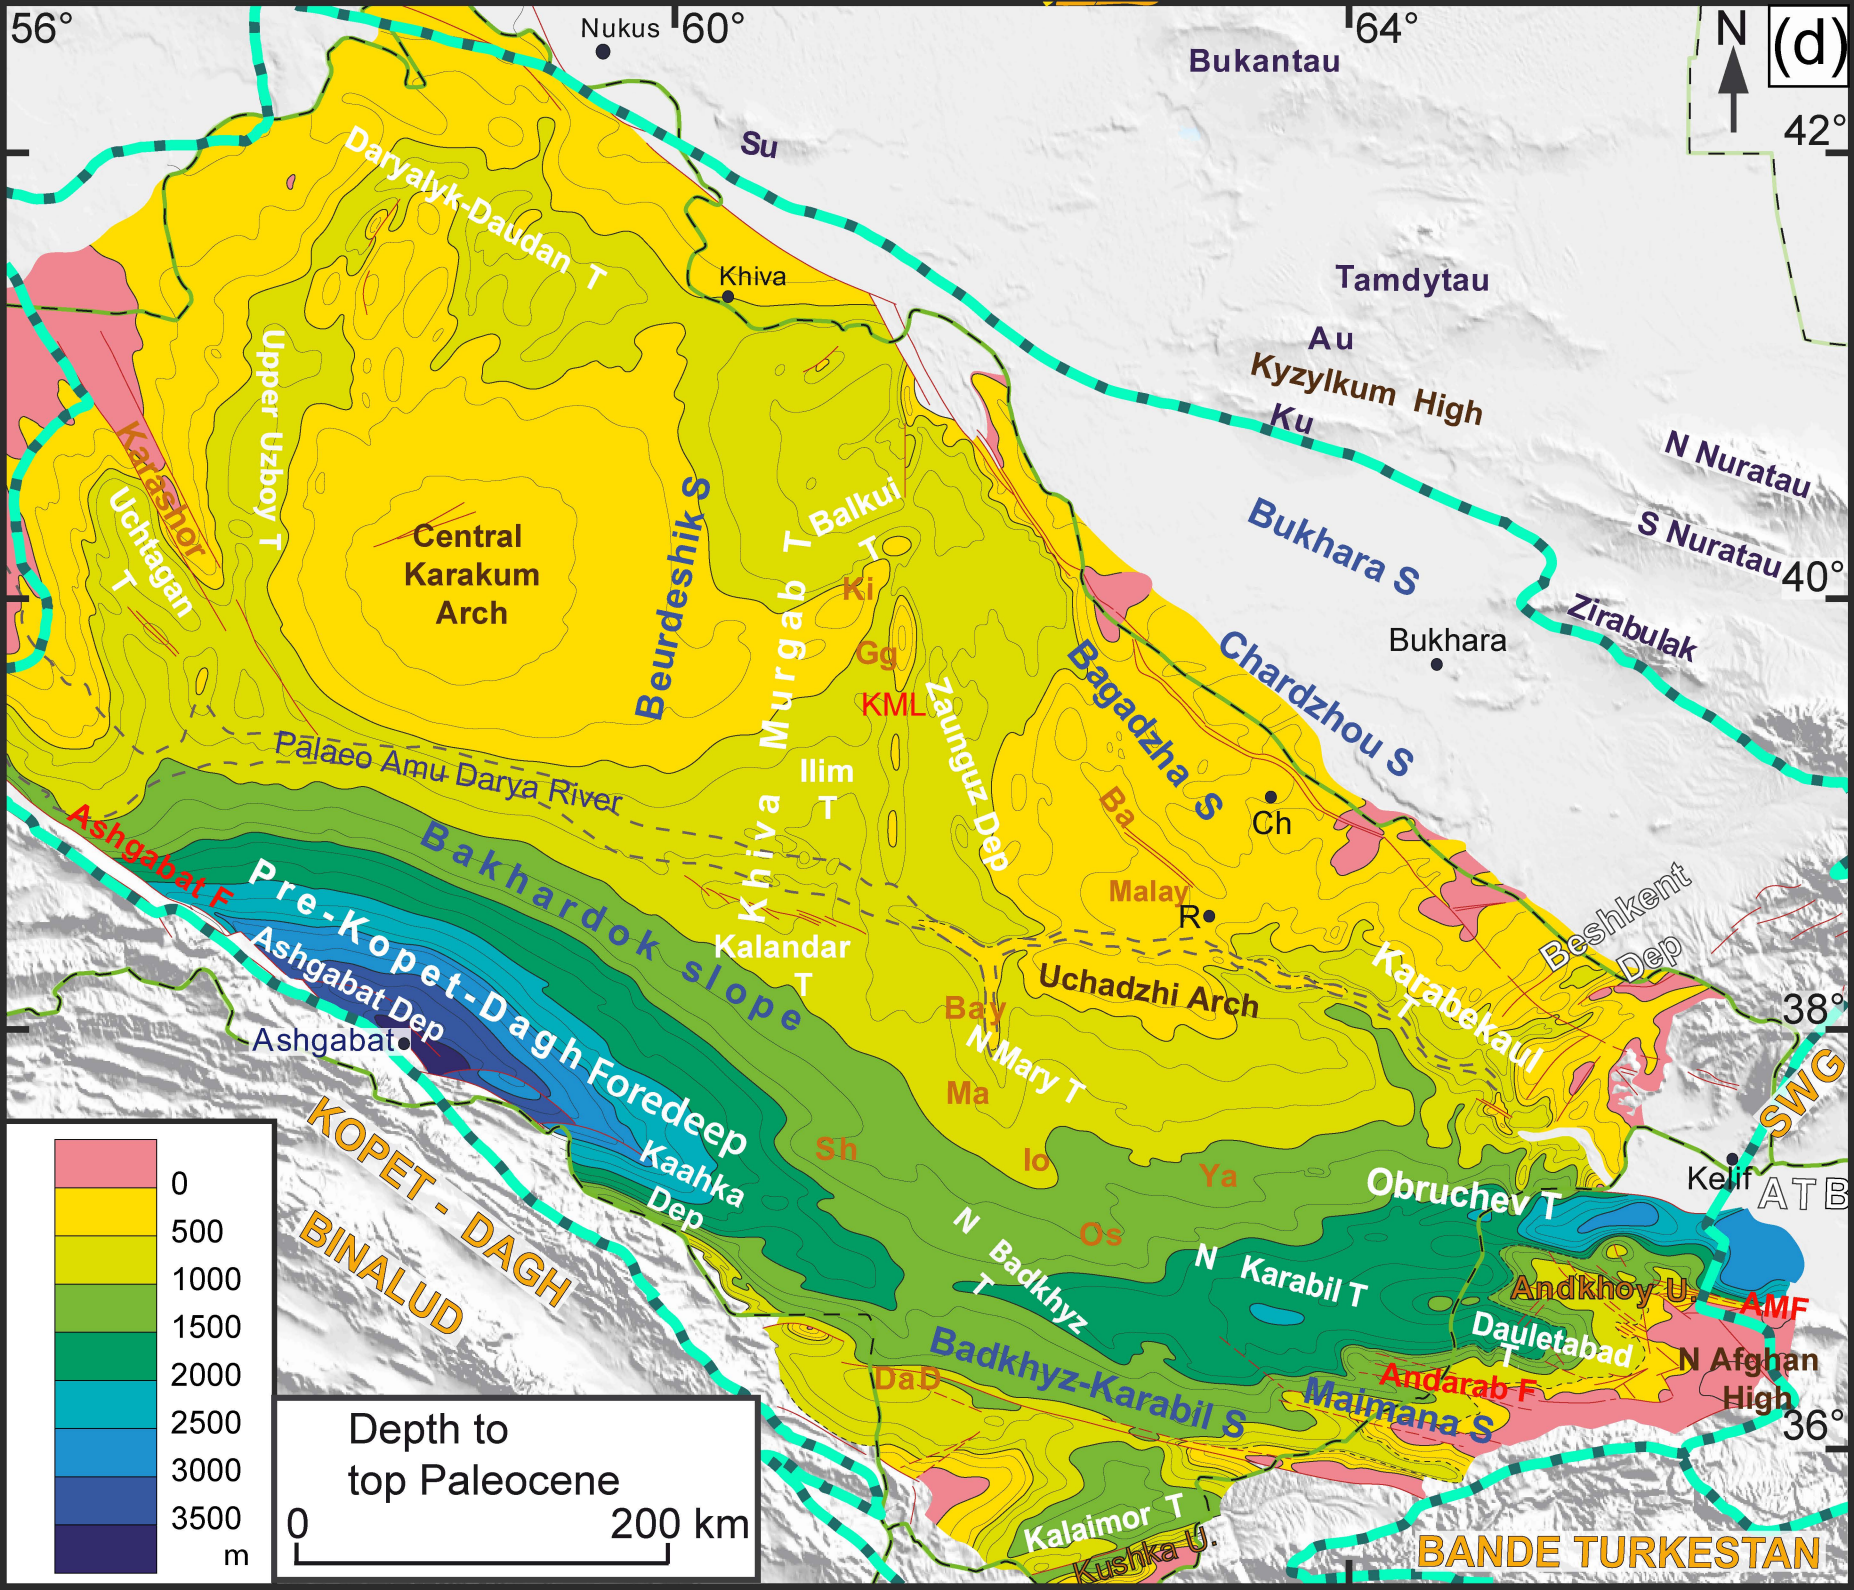 56°
Nukus
60°
64°
N
(d)
Bukantau
42°
Su
Daryalyk-Daudan T
Khiva
Tamdytau
Au
Kyzylkum High
Ku
N Nuratau
S Nuratau
40°
Upper Uzboy T
Karashor
Uchtagan
T
Central
Karakum
Arch
Beurdeshik S
Balkui
T
Khiva Murgab T
Ki
Gg
KML
Bukhara S
Zirabulak
Bukhara
Chardzhou S
Bagadzha S
Zaunguz Dep
Palaeo Amu Darya River
Ilim
T
Ba
Ch
Malay
R
Ashgabat F
Bakhardok slope
Pre-Kopet-Dagh Foredeep
Ashgabat Dep
Ashgabat
Kalandar
T
Beshkent
Dep
Uchadzhi Arch
Karabekaul
T
38°
Bay
N Mary T
Ma
SWG
KOPET - DAGH
BINALUD
Kaahka
Dep
Sh
Io
Ya
Os
Obruchev T
Kelif
ATB
N Badkhyz
T
N Karabil T
Andkhoy U.
AMF
Dauletabad
T
N Afghan
High
Badkhyz-Karabil S
DaD
Andarab F
Maimana S
36°
Kalaimor T
Kushka U.
BANDE TURKESTAN
0
500
1000
1500
2000
2500
3000
3500
m
Depth to
top Paleocene
0 200 km